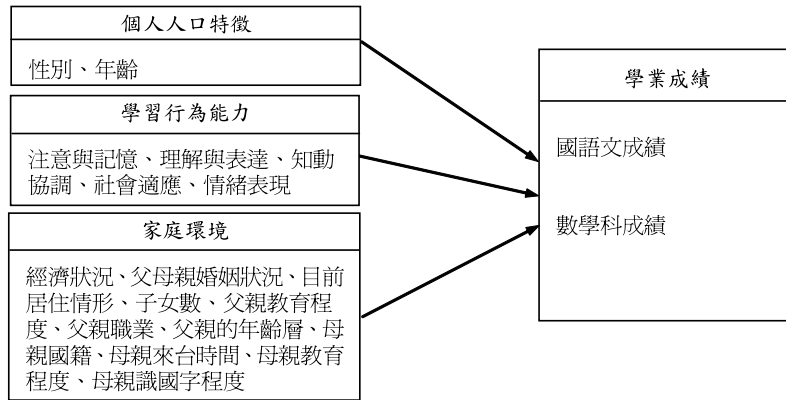 個人人口特徵
性別、年齡
學習行為能力
注意與記憶、理解與表達、知動
協調、社會適應、情緒表現
家庭環境
經濟狀況、父母親婚姻狀況、目前
居住情形、子女數、父親教育程
度、父親職業、父親的年齡層、母
親國籍、母親來台時間、母親教育
程度、母親識國字程度
學業成績
國語文成績
數學科成績